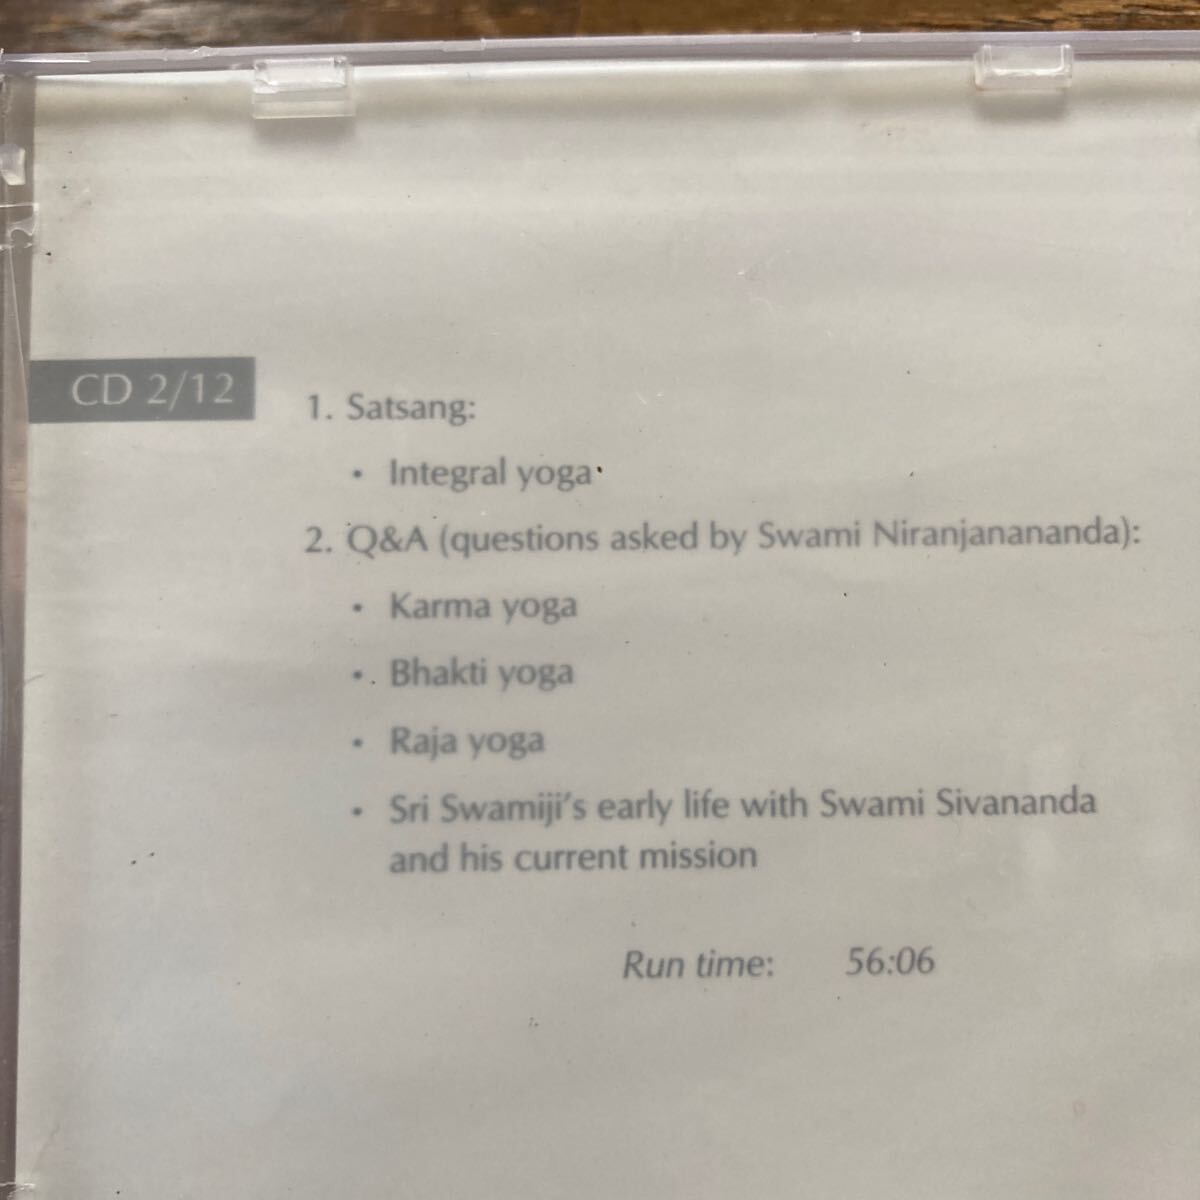 CD 2/12
1. Satsang:
• Integral yoga
2. Q&A (questions asked by Swami Niranjanananda):
• Karma yoga
• Bhakti yoga
• Raja yoga
• Sri Swamiji's early life with Swami Sivananda
and his current mission
Run time: 56:06